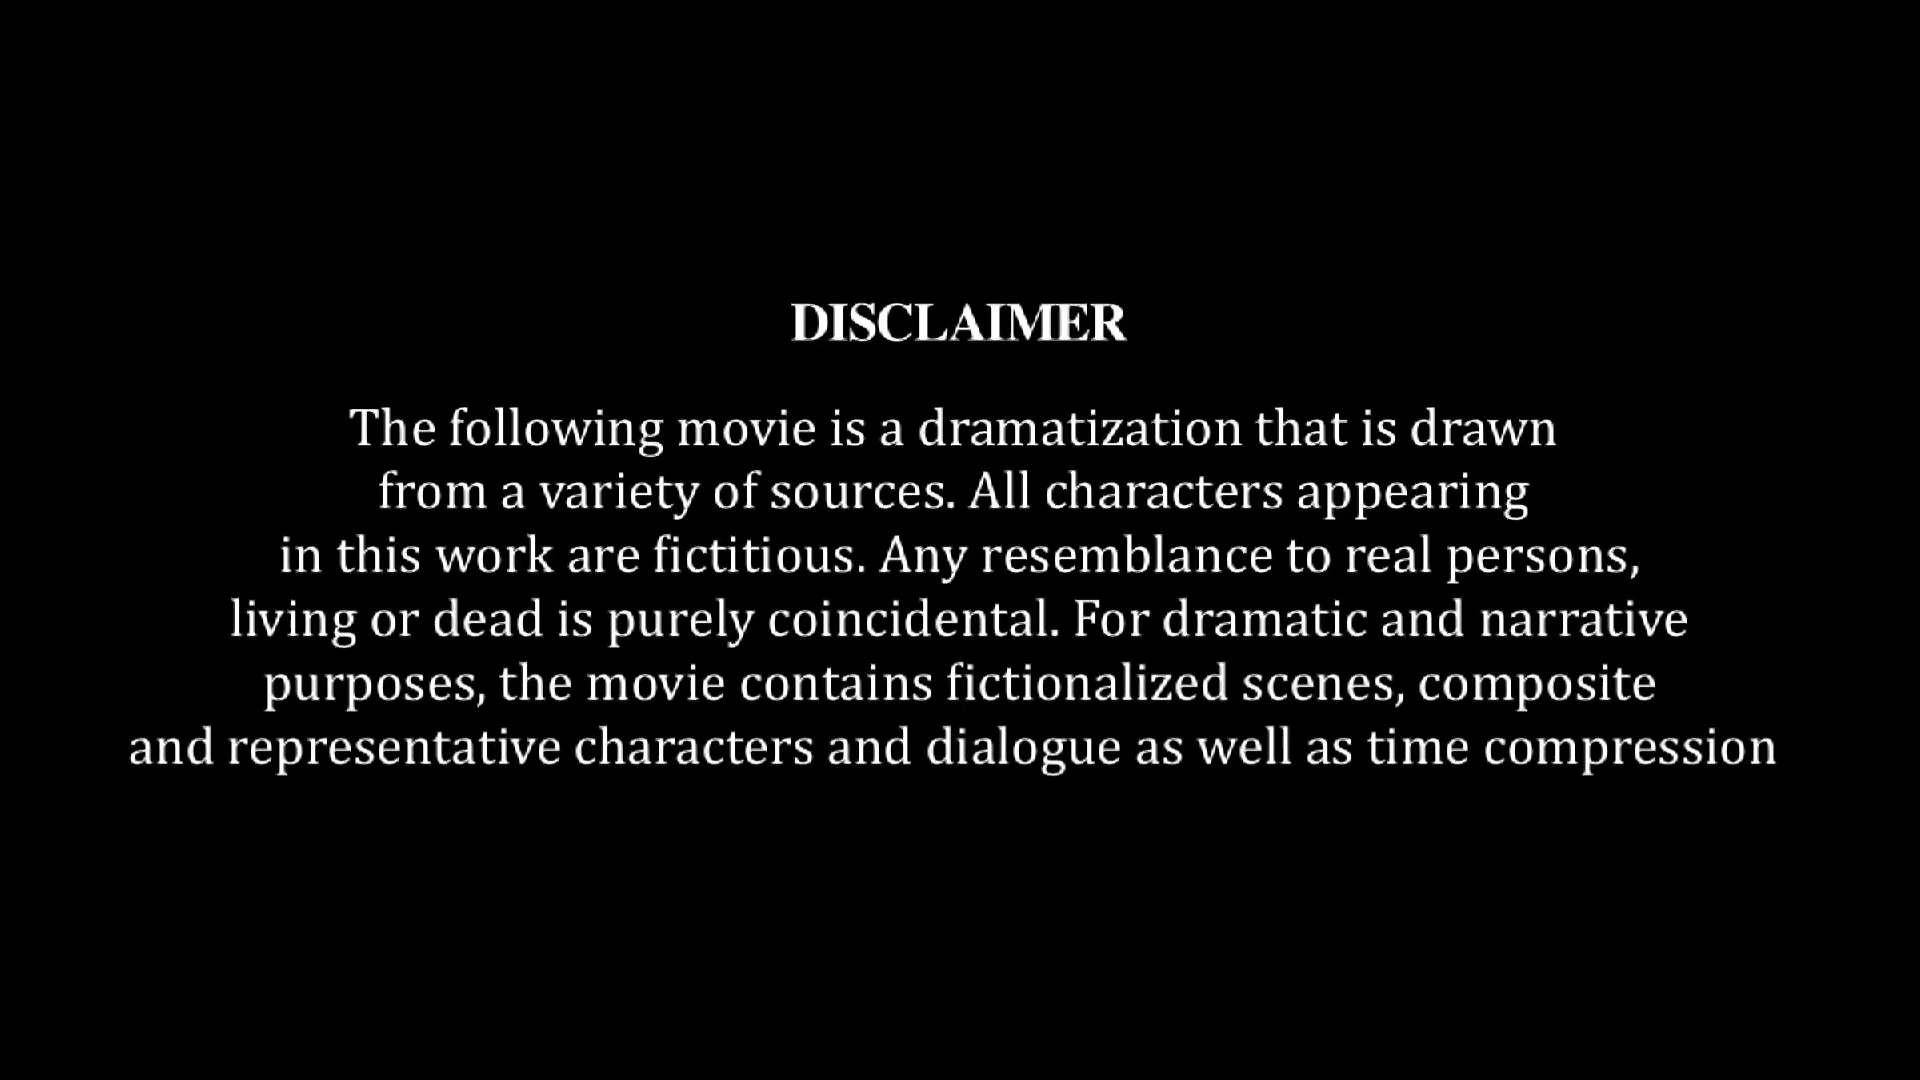 DISCLAIMER
The following movie is a dramatization that is drawn
from a variety of sources. All characters appearing
in this work are fictitious. Any resemblance to real persons,
living or dead is purely coincidental. For dramatic and narrative
purposes, the movie contains fictionalized scenes, composite
and representative characters and dialogue as well as time compression